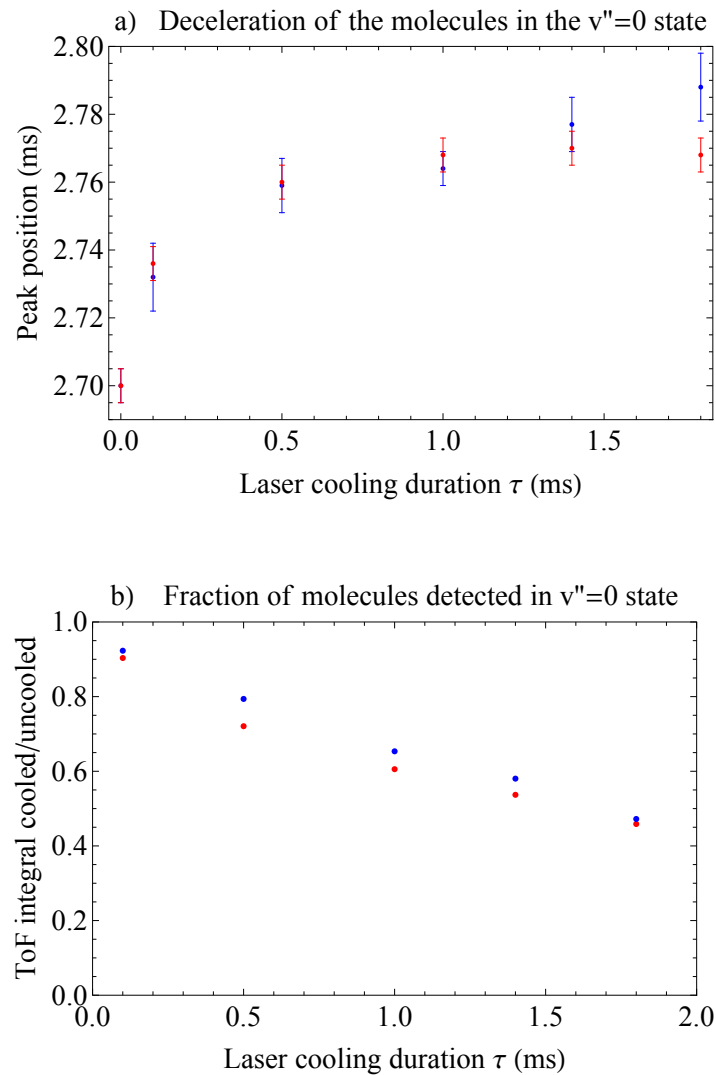 a) Deceleration of the molecules in the v"=0 state
2.80
2.78
2.76
2.74
2.72
2.70
Peak position (ms)
0.0 0.5 1.0 1.5
Laser cooling duration τ (ms)
b) Fraction of molecules detected in v"=0 state
1.0
0.8
0.6
0.4
0.2
0.0
ToF integral cooled/uncooled
0.0 0.5 1.0 1.5 2.0
Laser cooling duration τ (ms)